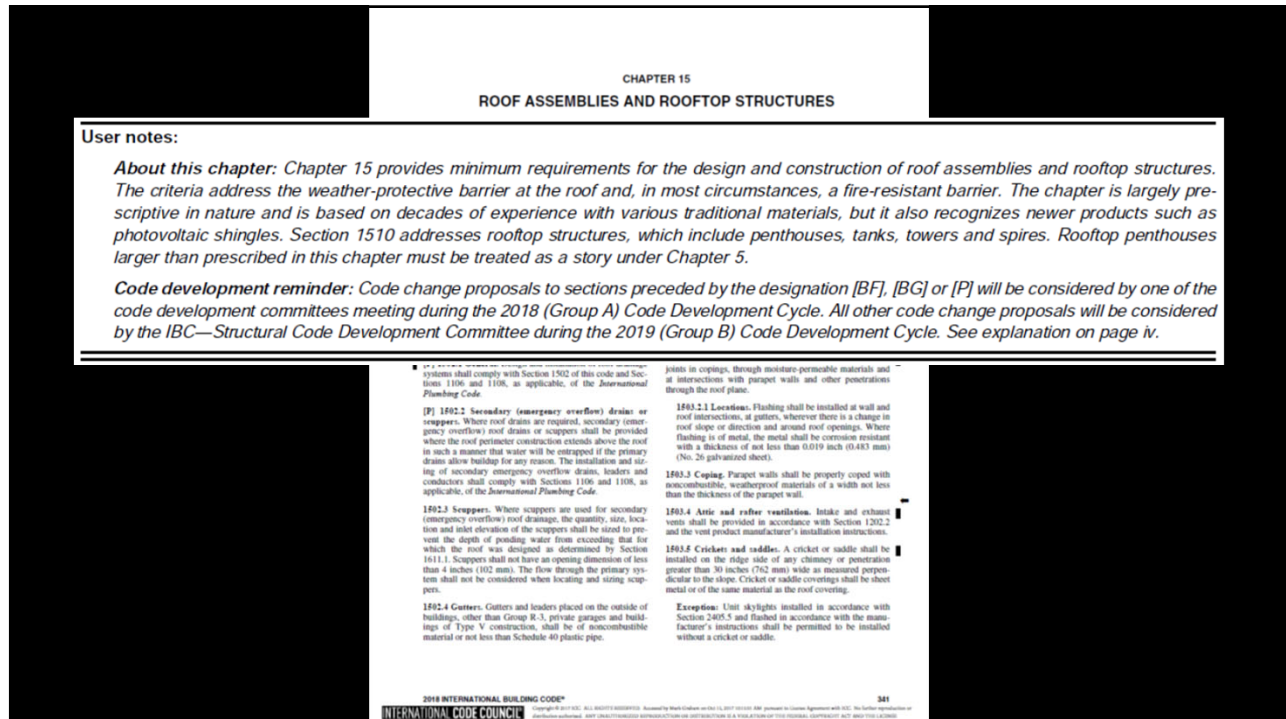 CHAPTER 15
ROOF ASSEMBLIES AND ROOFTOP STRUCTURES
User notes:
About this chapter: Chapter 15 provides minimum requirements for the design and construction of roof assemblies and rooftop structures.
The criteria address the weather-protective barrier at the roof and, in most circumstances, a fire-resistant barrier. The chapter is largely pre-
scriptive in nature and is based on decades of experience with various traditional materials, but it also recognizes newer products such as
photovoltaic shingles. Section 1510 addresses rooftop structures, which include penthouses, tanks, towers and spires. Rooftop penthouses
larger than prescribed in this chapter must be treated as a story under Chapter 5.
Code development reminder: Code change proposals to sections preceded by the designation [BF], [BG] or [P] will be considered by one of the
code development committees meeting during the 2018 (Group A) Code Development Cycle. All other code change proposals will be considered
by the IBC—Structural Code Development Committee during the 2019 (Group B) Code Development Cycle. See explanation on page iv.
systems shall comply with Section 1502 of this code and Sec-
tions 1106 and 1108, as applicable, of the International
Plumbing Code.
[P] 1502.2 Secondary (emergency overflow) drains or
scuppers. Where roof drains are required, secondary (emer-
gency overflow) roof drains or scuppers shall be provided
where the roof perimeter construction extends above the roof
in such a manner that water will be entrapped if the primary
drains allow buildup for any reason. The installation and siz-
ing of secondary emergency overflow drains, leaders and
conductors shall comply with Sections 1106 and 1108, as
applicable, of the International Plumbing Code.
1502.3 Scuppers. Where scuppers are used for secondary
(emergency overflow) roof drainage, the quantity, size, loca-
tion and inlet elevation of the scuppers shall be sized to pre-
vent the depth of ponding water from exceeding that for
which the roof was designed as determined by Section
1611.1. Scuppers shall not have an opening dimension of less
than 4 inches (102 mm). The flow through the primary sys-
tem shall not be considered when locating and sizing scup-
pers.
1502.4 Gutters. Gutters and leaders placed on the outside of
buildings, other than Group R-3, private garages and build-
ings of Type V construction, shall be of noncombustible
material or not less than Schedule 40 plastic pipe.
joints in copings, through moisture-permeable materials and
at intersections with parapet walls and other penetrations
through the roof plane.
1503.2.1 Locations. Flashing shall be installed at wall and
roof intersections, at gutters, wherever there is a change in
roof slope or direction and around roof openings. Where
flashing is of metal, the metal shall be corrosion resistant
with a thickness of not less than 0.019 inch (0.483 mm)
(No. 26 galvanized sheet).
1503.3 Coping. Parapet walls shall be properly coped with
noncombustible, weatherproof materials of a width not less
than the thickness of the parapet wall.
1503.4 Attic and rafter ventilation. Intake and exhaust
vents shall be provided in accordance with Section 1202.2
and the vent product manufacturer's installation instructions.
1503.5 Crickets and saddles. A cricket or saddle shall be
installed on the ridge side of any chimney or penetration
greater than 30 inches (762 mm) wide as measured perpen-
dicular to the slope. Cricket or saddle coverings shall be sheet
metal or of the same material as the roof covering.
Exception: Unit skylights installed in accordance with
Section 2405.5 and flashed in accordance with the manu-
facturer's instructions shall be permitted to be installed
without a cricket or saddle.
2018 INTERNATIONAL BUILDING CODE®
341
INTERNATIONAL CODE COUNCIL